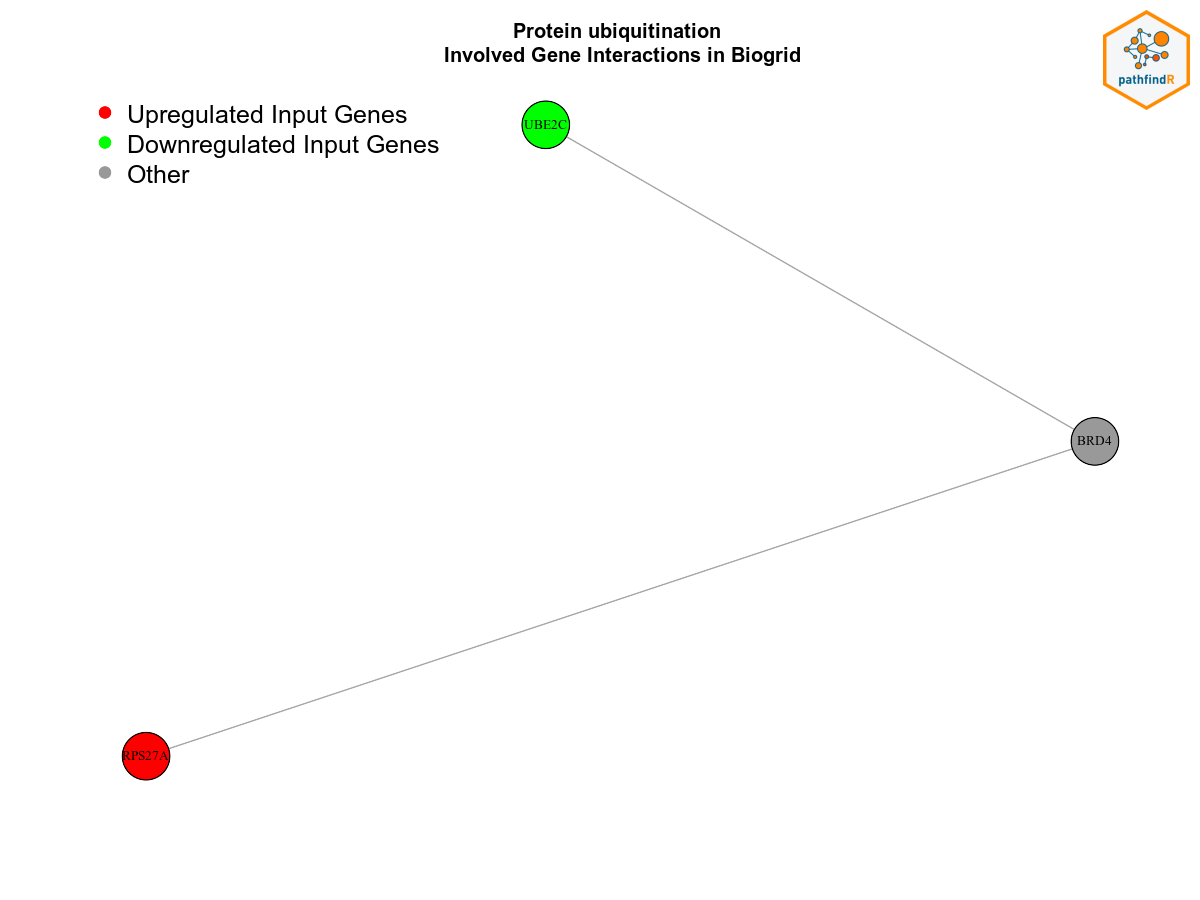 Protein ubiquitination
Involved Gene Interactions in Biogrid
pathfindR
Upregulated Input Genes
Downregulated Input Genes
Other
UBE2C
BRD4
RPS27A